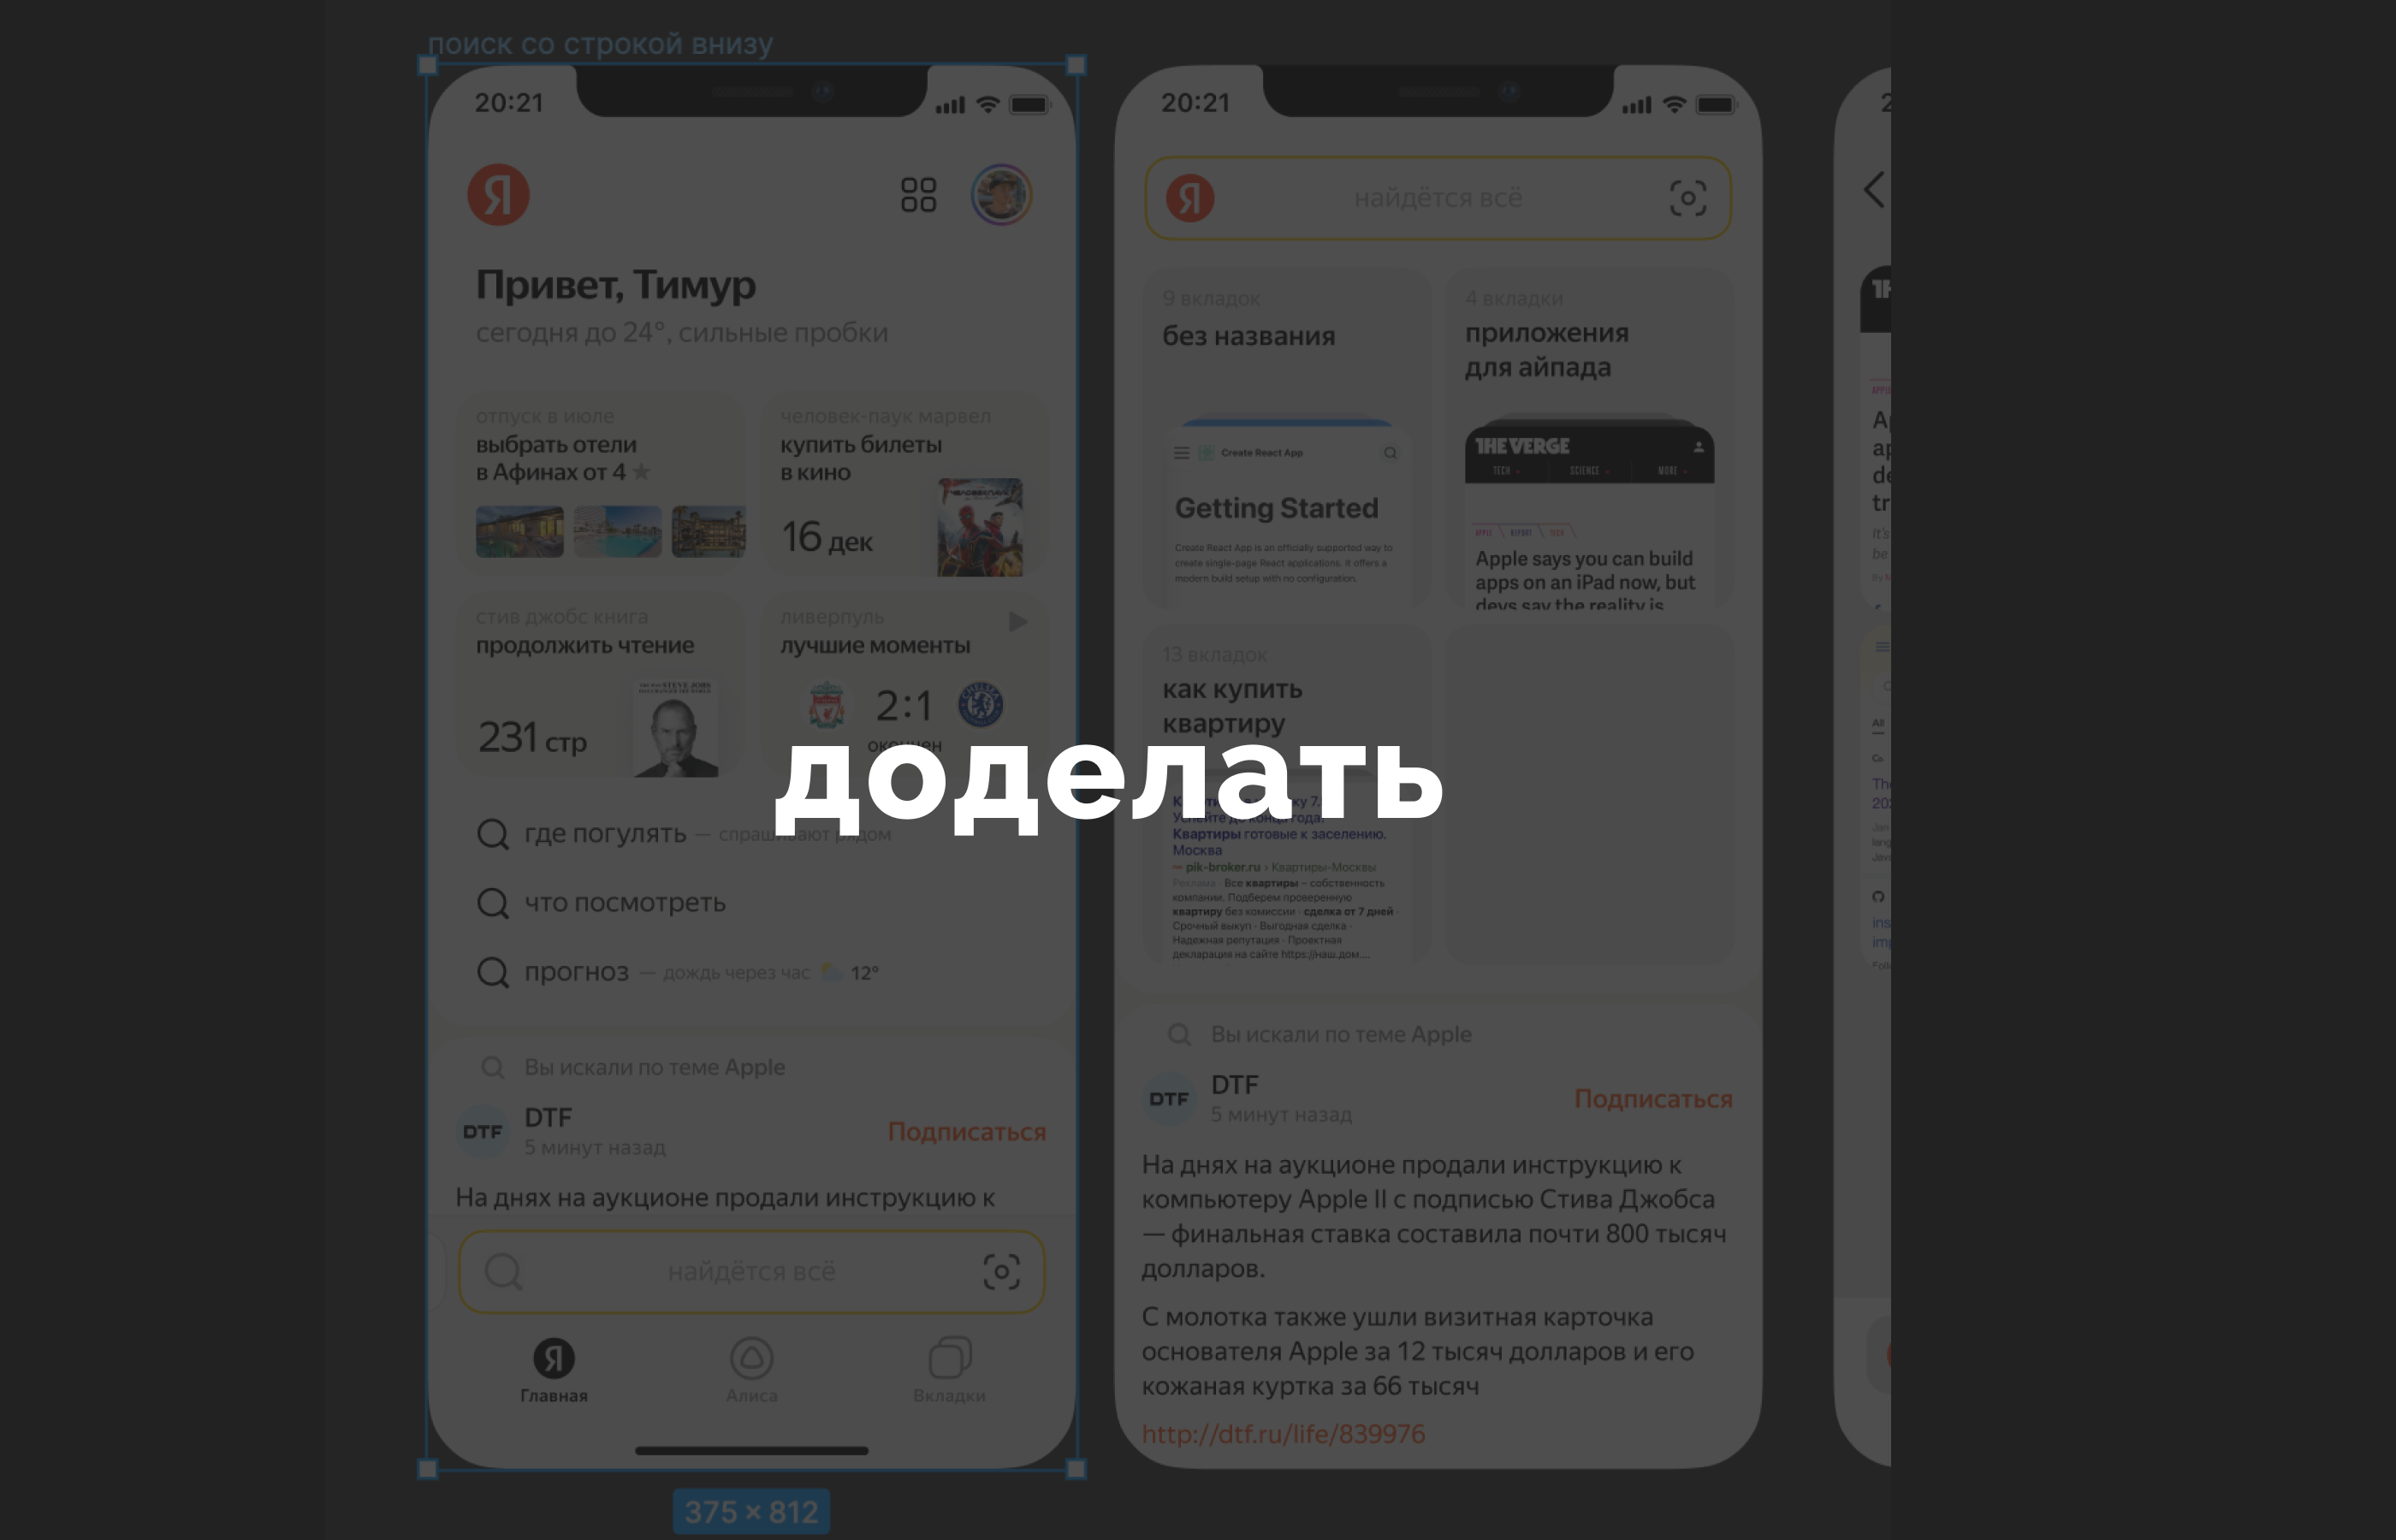 поиск со строкой внизу
20:21
Я
Привет, Тимур
сегодня до 24°, сильные пробки
отпуск в июле
выбрать отели
в Афинах от 4 ★
человек-паук марвел
купить билеты
в кино
16 дек
стив джобс книга
продолжить чтение
231 стр
ливерпуль
лучшие моменты
2:1
окончен
где погулять — спрашивают рядом
что посмотреть
прогноз — дождь через час 12°
Вы искали по теме Apple
DTF
DTF
5 минут назад
Подписаться
На днях на аукционе продали инструкцию к
найдётся всё
Я
Главная
Алиса
Вкладки
375 × 812
доделать
20:21
Я
найдётся всё
9 вкладок
без названия
Create React App
Getting Started
Create React App is an officially supported way to
create single-page React applications. It offers a
modern build setup with no configuration.
4 вкладки
приложения
для айпада
THE VERGE
TECH
SCIENCE
MORE
APPLE
REPORT
TECH
Apple says you can build
apps on an iPad now, but
devs say the reality is
13 вкладок
как купить
квартиру
Квартиры готовые к заселению.
Москва
pik-broker.ru › Квартиры-Москвы
Реклама · Все квартиры – собственность
компании. Подберем проверенную
квартиру без комиссии · сделка от 7 дней ·
Срочный выкуп · Выгодная сделка ·
Надежная репутация · Проектная
декларация на сайте https://наш.дом....
Вы искали по теме Apple
DTF
DTF
5 минут назад
Подписаться
На днях на аукционе продали инструкцию к
компьютеру Apple II с подписью Стива Джобса
— финальная ставка составила почти 800 тысяч
долларов.
С молотка также ушли визитная карточка
основателя Apple за 12 тысяч долларов и его
кожаная куртка за 66 тысяч
http://dtf.ru/life/839976
All